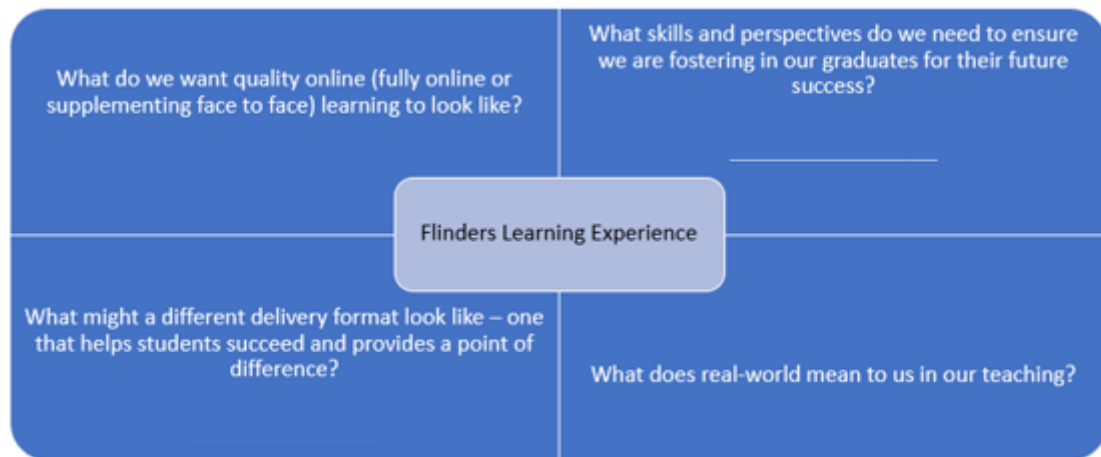 What do we want quality online (fully online or
supplementing face to face) learning to look like?
What skills and perspectives do we need to ensure
we are fostering in our graduates for their future
success?
Flinders Learning Experience
What might a different delivery format look like – one
that helps students succeed and provides a point of
difference?
What does real-world mean to us in our teaching?